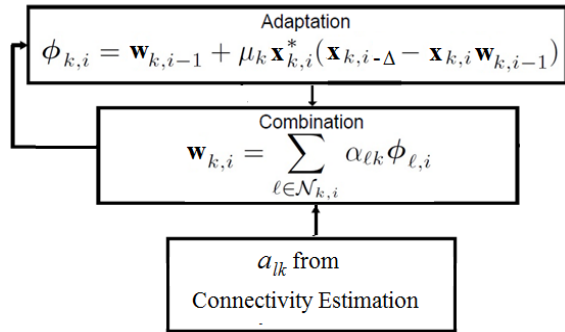 Adaptation
ϕ_{k,i} = w_{k,i−1} + μ_k x*_{k,i}(x_{k,i-Δ} − x_{k,i} w_{k,i−1})
Combination
w_{k,i} = ∑_{ℓ∈𝒩_{k,i}} α_{ℓk} ϕ_{ℓ,i}
a_{lk} from
Connectivity Estimation